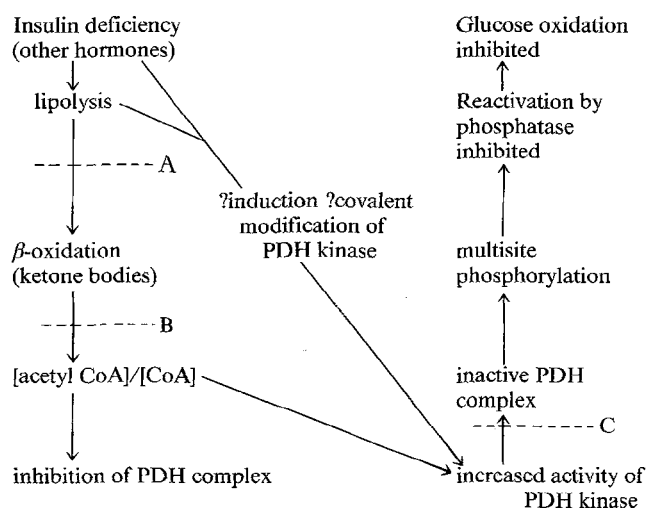 Insulin deficiency
(other hormones)
lipolysis
A
?induction ?covalent
modification of
PDH kinase
β-oxidation
(ketone bodies)
B
[acetyl CoA]/[CoA]
inhibition of PDH complex
Glucose oxidation
inhibited
Reactivation by
phosphatase
inhibited
multisite
phosphorylation
inactive PDH
complex
C
increased activity of
PDH kinase